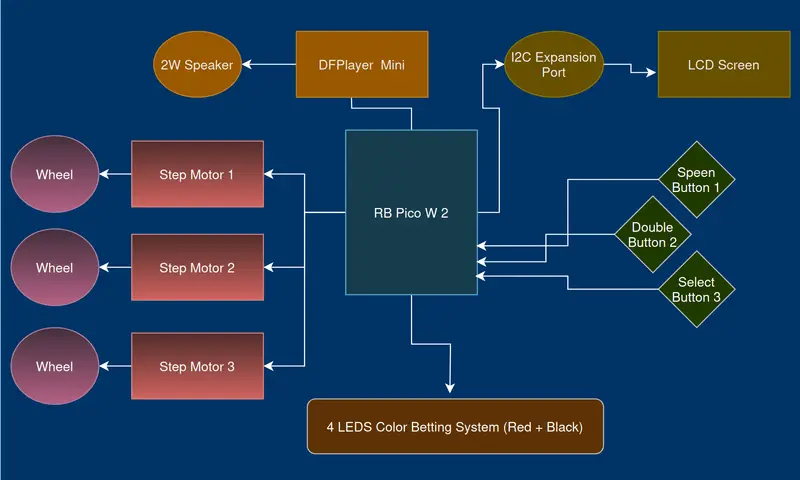 2W Speaker
DFPlayer Mini
I2C Expansion
Port
LCD Screen
Wheel
Step Motor 1
RB Pico W 2
Speen
Button 1
Double
Button 2
Wheel
Step Motor 2
Select
Button 3
Wheel
Step Motor 3
4 LEDS Color Betting System (Red + Black)